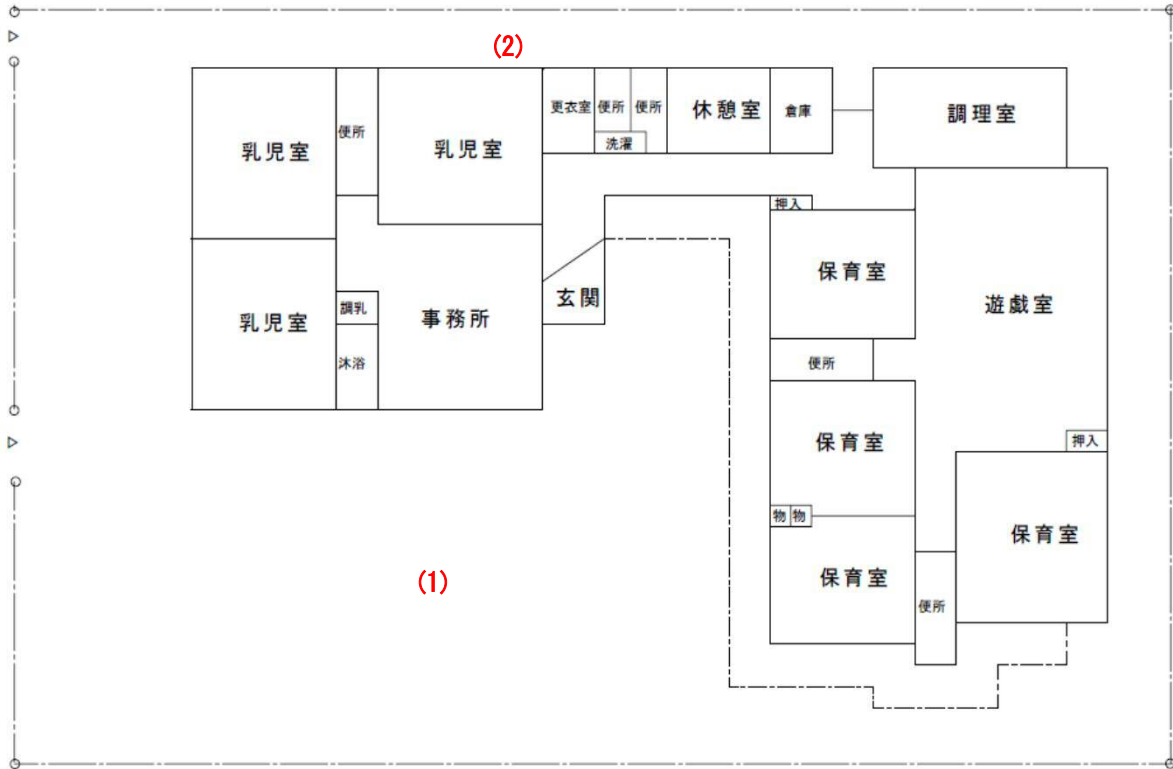 (2)
乳児室
便所
乳児室
更衣室
便所
便所
洗濯
休憩室
倉庫
調理室
押入
保育室
遊戯室
乳児室
調乳
沐浴
事務所
玄関
便所
保育室
押入
物
物
保育室
便所
保育室
(1)